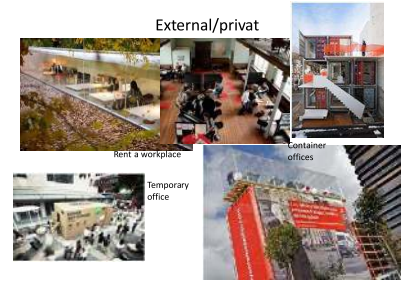 External/privat
Rent a workplace
Container
offices
Temporary
office